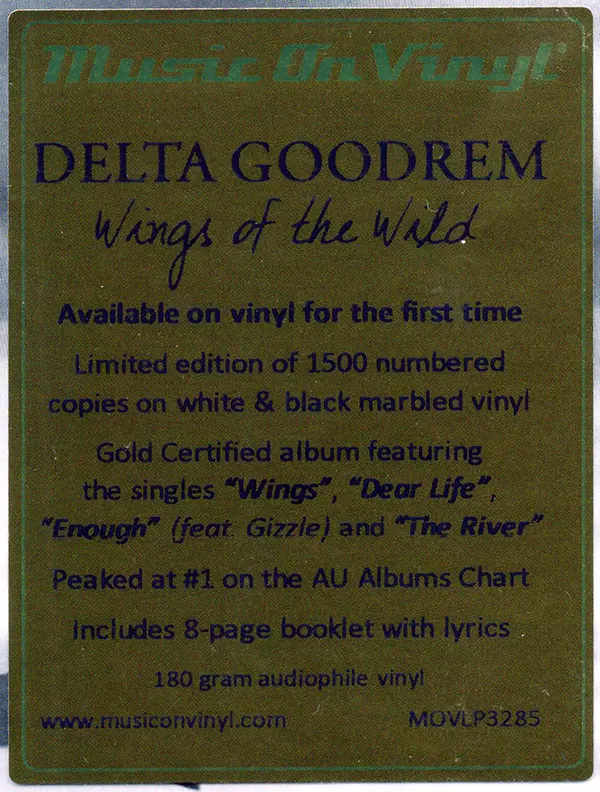 Music On Vinyl®
DELTA GOODREM
Wings of the Wild
Available on vinyl for the first time
Limited edition of 1500 numbered
copies on white & black marbled vinyl
Gold Certified album featuring
the singles "Wings", "Dear Life",
"Enough" (feat. Gizzle) and "The River"
Peaked at #1 on the AU Albums Chart
Includes 8-page booklet with lyrics
180 gram audiophile vinyl
www.musiconvinyl.com MOVLP3285